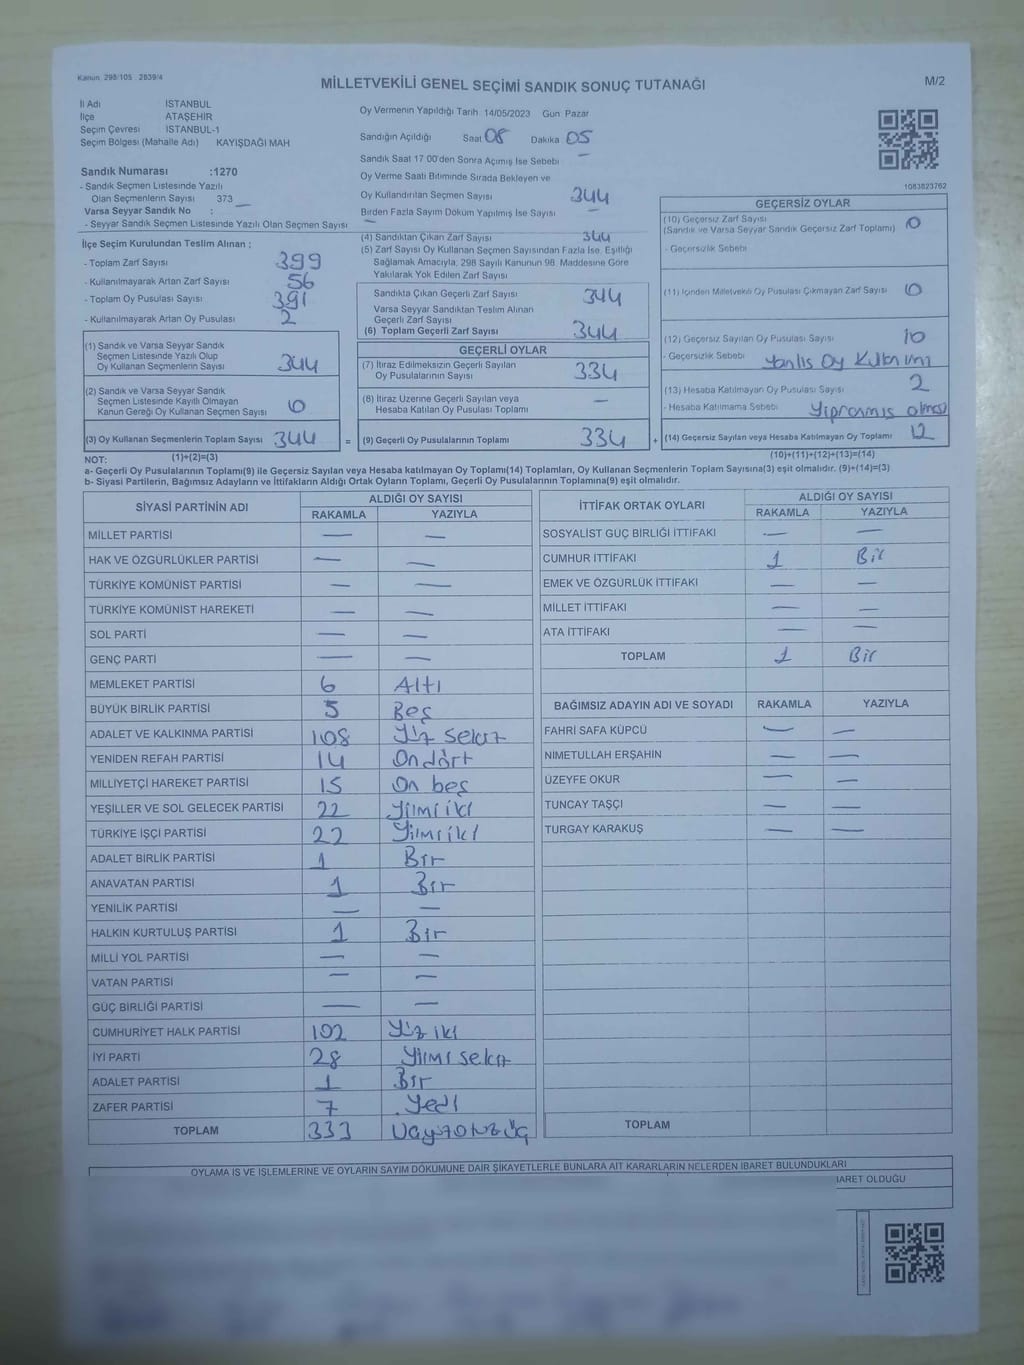 Kanun 298/105 2839/4
MİLLETVEKİLİ GENEL SEÇİMİ SANDIK SONUÇ TUTANAĞI
M/2
İl Adı İSTANBUL
İlçe ATAŞEHİR
Seçim Çevresi İSTANBUL-1
Seçim Bölgesi (Mahalle Adı) KAYIŞDAĞI MAH
Oy Vermenin Yapıldığı Tarih 14/05/2023 Gün Pazar
Sandığın Açıldığı Saat 08 Dakika 05
Sandık Saat 17 00'den Sonra Açımış İse Sebebi —
Oy Verme Saati Bitiminde Sırada Bekleyen ve
Oy Kullandırılan Seçmen Sayısı 344
Birden Fazla Sayım Döküm Yapılmış İse Sayısı —
Sandık Numarası :1270
- Sandık Seçmen Listesinde Yazılı
Olan Seçmenlerin Sayısı 373
Varsa Seyyar Sandık No : —
- Seyyar Sandık Seçmen Listesinde Yazılı Olan Seçmen Sayısı —
İlçe Seçim Kurulundan Teslim Alınan ;
- Toplam Zarf Sayısı 399
- Kullanılmayarak Artan Zarf Sayısı 56
- Toplam Oy Pusulası Sayısı 391
- Kullanılmayarak Artan Oy Pusulası 2
(1) Sandık ve Varsa Seyyar Sandık
Seçmen Listesinde Yazılı Olup
Oy Kullanan Seçmenlerin Sayısı 344
(2) Sandık ve Varsa Seyyar Sandık
Seçmen Listesinde Kayıtlı Olmayan
Kanun Gereği Oy Kullanan Seçmen Sayısı 0
(3) Oy Kullanan Seçmenlerin Toplam Sayısı 344 =
(1)+(2)=(3)
(4) Sandıktan Çıkan Zarf Sayısı 344
(5) Zarf Sayısı Oy Kullanan Seçmen Sayısından Fazla İse, Eşitliği
Sağlamak Amacıyla, 298 Sayılı Kanunun 98. Maddesine Göre
Yakılarak Yok Edilen Zarf Sayısı
Sandıkta Çıkan Geçerli Zarf Sayısı 344
Varsa Seyyar Sandıktan Teslim Alınan
Geçerli Zarf Sayısı
(6) Toplam Geçerli Zarf Sayısı 344
GEÇERLİ OYLAR
(7) İtiraz Edilmeksizin Geçerli Sayılan
Oy Pusulalarının Sayısı 334
(8) İtiraz Üzerine Geçerli Sayılan veya
Hesaba Katılan Oy Pusulası Toplamı —
(9) Geçerli Oy Pusulalarının Toplamı 334 +
1083823762
GEÇERSİZ OYLAR
(10) Geçersiz Zarf Sayısı
(Sandık ve Varsa Seyyar Sandık Geçersiz Zarf Toplamı) 0
- Geçersizlik Sebebi
(11) İçinden Milletvekili Oy Pusulası Çıkmayan Zarf Sayısı 0
(12) Geçersiz Sayılan Oy Pusulası Sayısı 10
- Geçersizlik Sebebi Yanlış Oy Kullanımı
(13) Hesaba Katılmayan Oy Pusulası Sayısı 2
- Hesaba Katılmama Sebebi Yıpranmış olması
(14) Geçersiz Sayılan veya Hesaba Katılmayan Oy Toplamı 12
(10)+(11)+(12)+(13)=(14)
NOT:
a- Geçerli Oy Pusulalarının Toplamı(9) ile Geçersiz Sayılan veya Hesaba katılmayan Oy Toplamı(14) Toplamları, Oy Kullanan Seçmenlerin Toplam Sayısına(3) eşit olmalıdır. (9)+(14)=(3)
b- Siyasi Partilerin, Bağımsız Adayların ve İttifakların Aldığı Ortak Oyların Toplamı, Geçerli Oy Pusulalarının Toplamına(9) eşit olmalıdır.
SİYASİ PARTİNİN ADI ALDIĞI OY SAYISI
RAKAMLA YAZIYLA
MİLLET PARTİSİ — —
HAK VE ÖZGÜRLÜKLER PARTİSİ — —
TÜRKİYE KOMÜNİST PARTİSİ — —
TÜRKİYE KOMÜNİST HAREKETİ — —
SOL PARTİ — —
GENÇ PARTİ — —
MEMLEKET PARTİSİ 6 Altı
BÜYÜK BİRLİK PARTİSİ 5 Beş
ADALET VE KALKINMA PARTİSİ 108 Yüz Sekiz
YENİDEN REFAH PARTİSİ 14 On dört
MİLLİYETÇİ HAREKET PARTİSİ 15 On beş
YEŞİLLER VE SOL GELECEK PARTİSİ 22 Yirmi iki
TÜRKİYE İŞÇİ PARTİSİ 22 Yirmi iki
ADALET BİRLİK PARTİSİ 1 Bir
ANAVATAN PARTİSİ 1 Bir
YENİLİK PARTİSİ — —
HALKIN KURTULUŞ PARTİSİ 1 Bir
MİLLİ YOL PARTİSİ — —
VATAN PARTİSİ — —
GÜÇ BİRLİĞİ PARTİSİ — —
CUMHURİYET HALK PARTİSİ 102 Yüz iki
İYİ PARTİ 28 Yirmi sekiz
ADALET PARTİSİ 1 Bir
ZAFER PARTİSİ 7 Yedi
TOPLAM 333
İTTİFAK ORTAK OYLARI ALDIĞI OY SAYISI
RAKAMLA YAZIYLA
SOSYALİST GÜÇ BİRLİĞİ İTTİFAKI — —
CUMHUR İTTİFAKI 1 Bir
EMEK VE ÖZGÜRLÜK İTTİFAKI — —
MİLLET İTTİFAKI — —
ATA İTTİFAKI — —
TOPLAM 1 Bir
BAĞIMSIZ ADAYIN ADI VE SOYADI RAKAMLA YAZIYLA
FAHRİ SAFA KÜPCÜ — —
NİMETULLAH ERŞAHİN — —
ÜZEYFE OKUR — —
TUNCAY TAŞÇI — —
TURGAY KARAKUŞ — —
TOPLAM
OYLAMA İŞ VE İŞLEMLERİNE VE OYLARIN SAYIM DÖKÜMÜNE DAİR ŞİKAYETLERLE BUNLARA AİT KARARLARIN NELERDEN İBARET BULUNDUKLARI
İBARET OLDUĞU